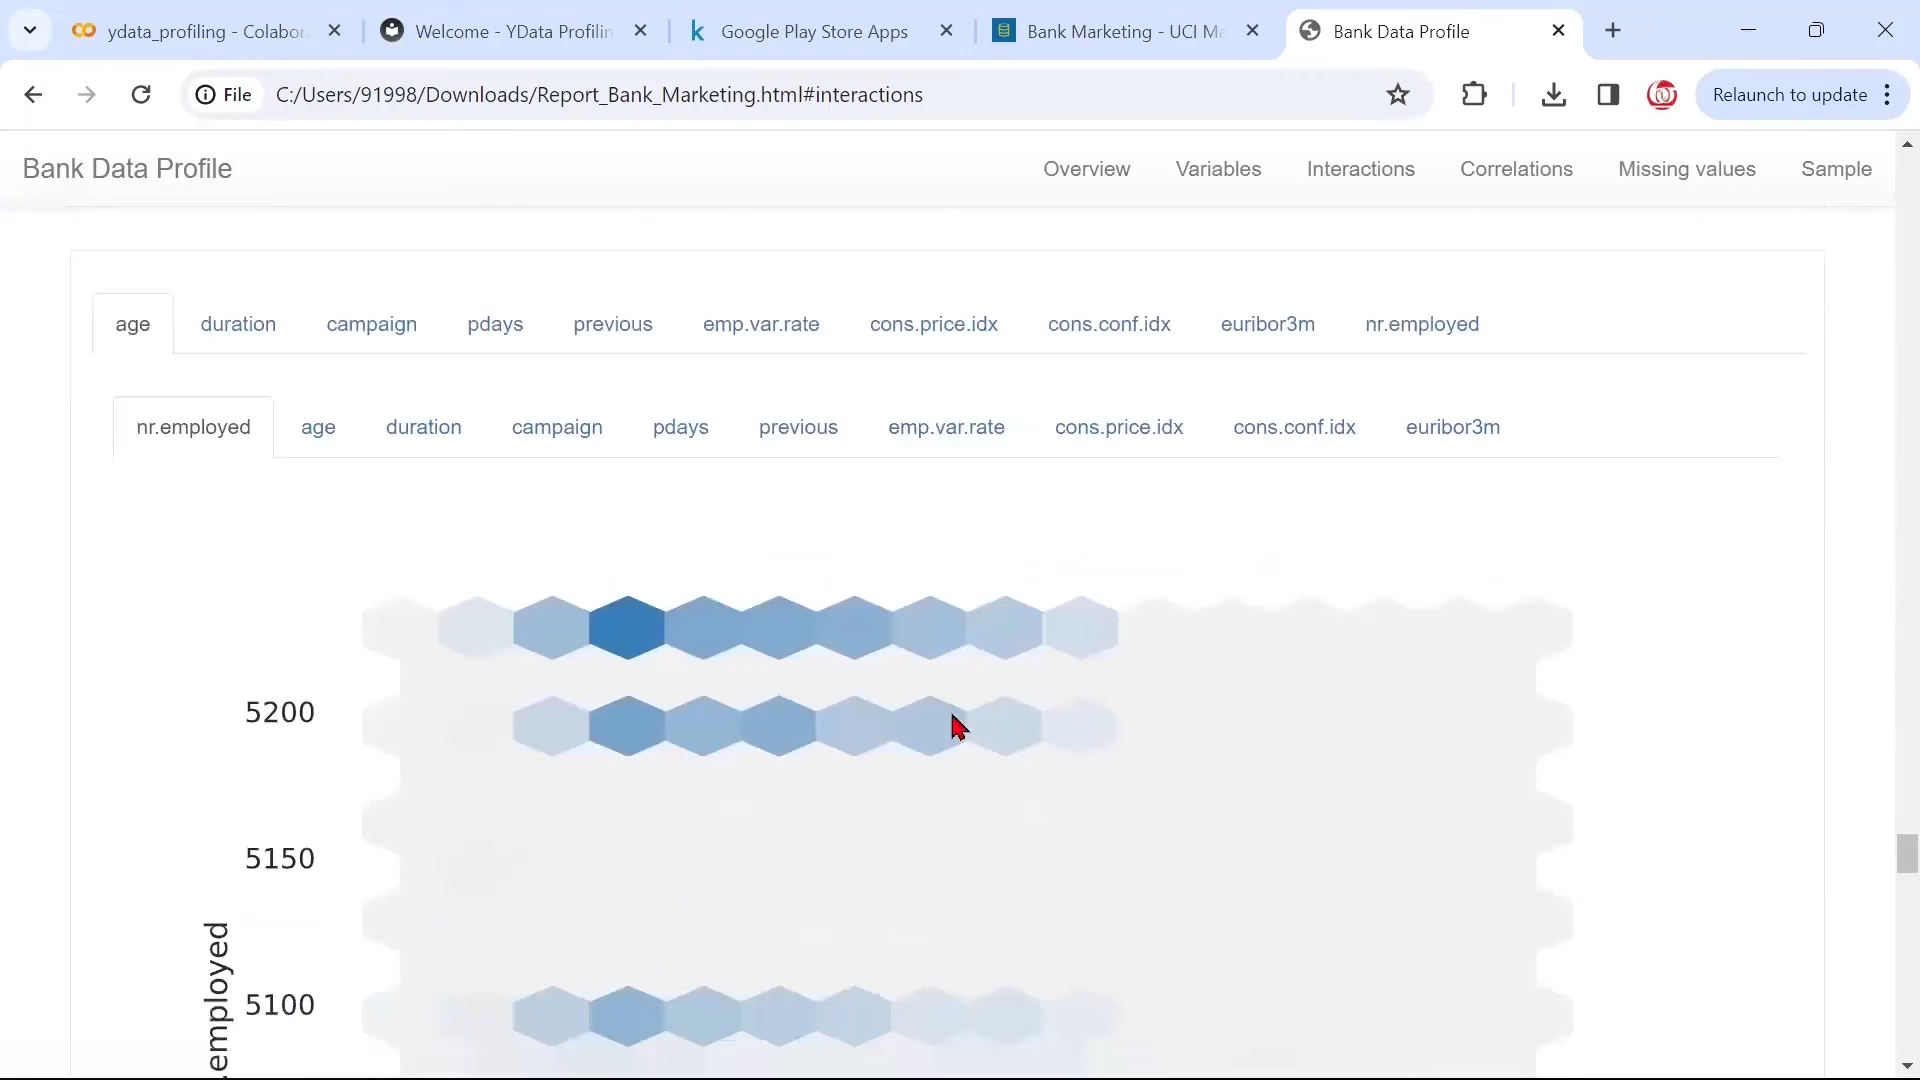 ydata_profiling - Colabor
Welcome - YData Profilin
Google Play Store Apps
Bank Marketing - UCI Ma
Bank Data Profile
File
C:/Users/91998/Downloads/Report_Bank_Marketing.html#interactions
Relaunch to update
Bank Data Profile
Overview
Variables
Interactions
Correlations
Missing values
Sample
age
duration
campaign
pdays
previous
emp.var.rate
cons.price.idx
cons.conf.idx
euribor3m
nr.employed
nr.employed
age
duration
campaign
pdays
previous
emp.var.rate
cons.price.idx
cons.conf.idx
euribor3m
5200
5150
5100
.employed